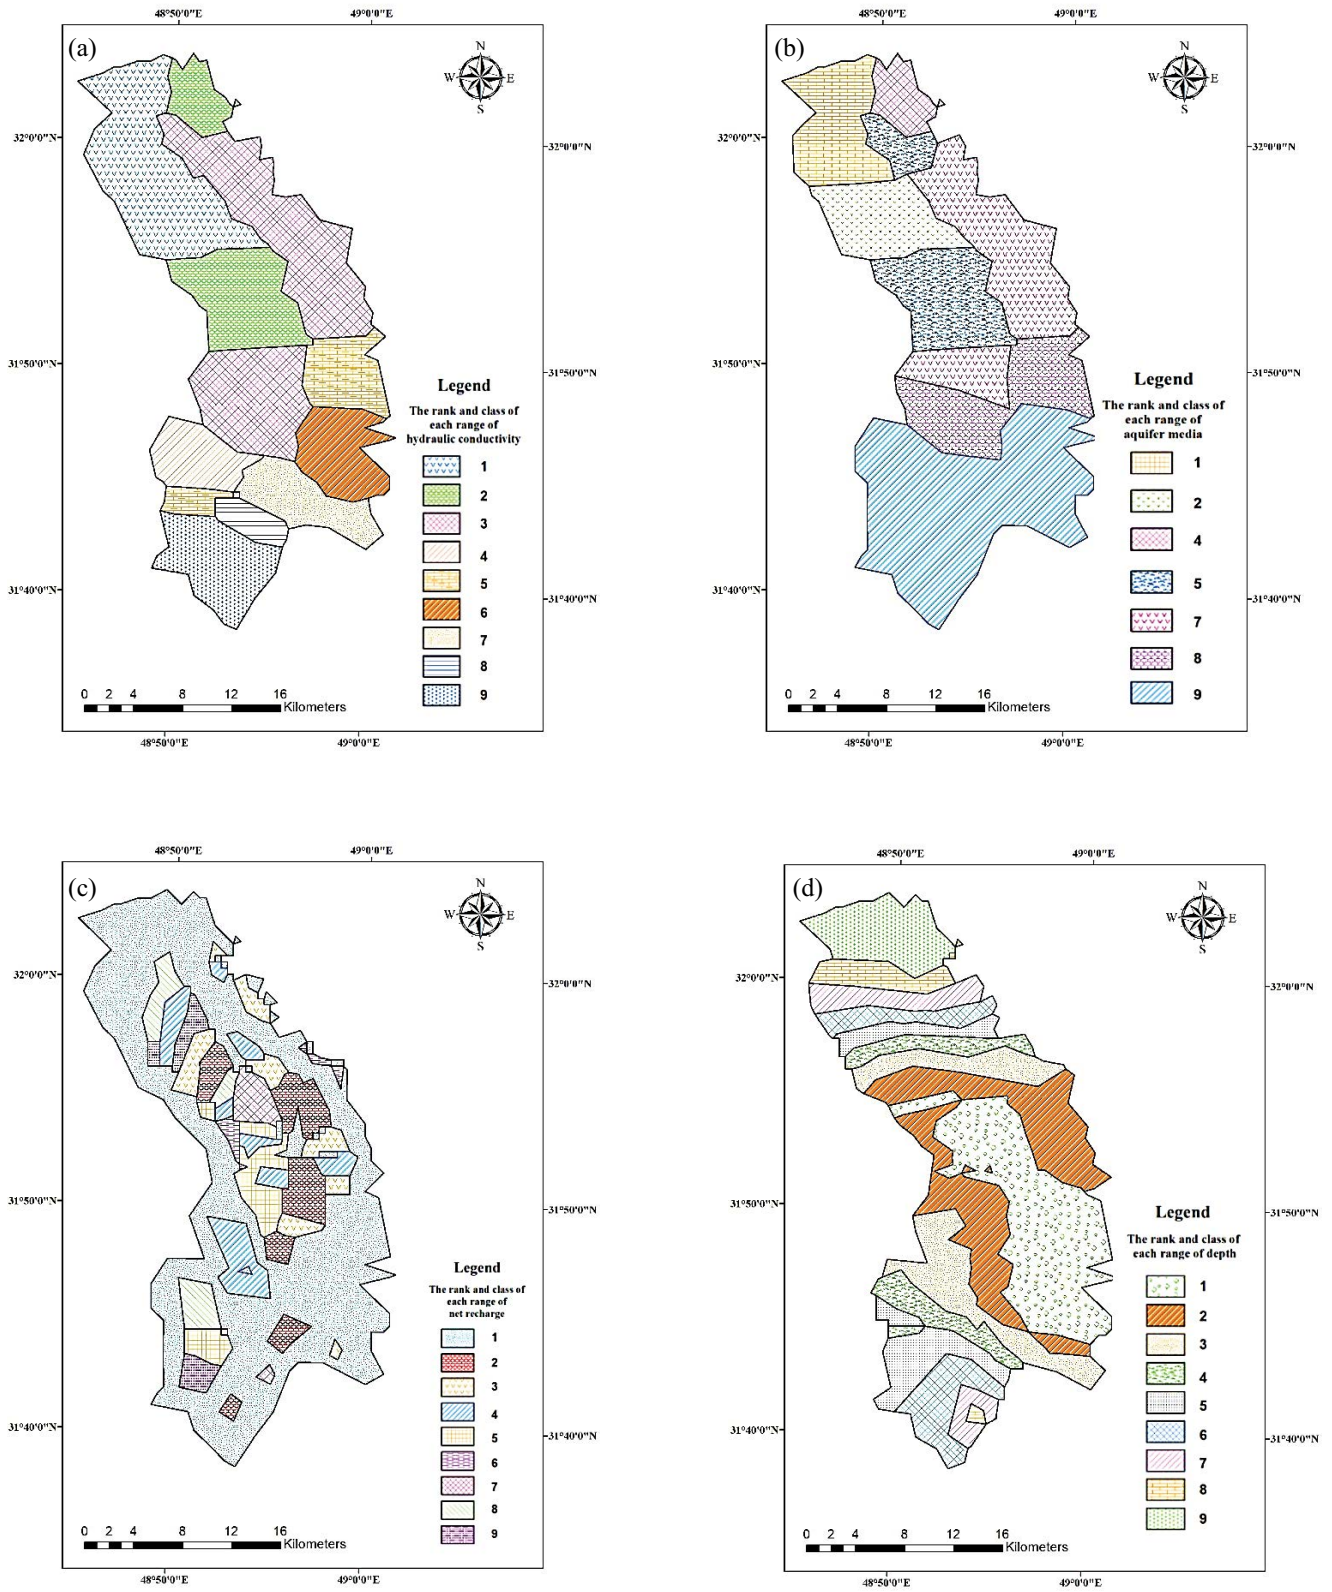 48°50'0"E
49°0'0"E
(a)
N
W
E
S
32°0'0"N
32°0'0"N
31°50'0"N
31°50'0"N
31°40'0"N
31°40'0"N
Legend
The rank and class of
each range of
hydraulic conductivity
1
2
3
4
5
6
7
8
9
0 2 4 8 12 16
Kilometers
48°50'0"E
49°0'0"E
48°50'0"E
49°0'0"E
(b)
N
W
E
S
32°0'0"N
32°0'0"N
31°50'0"N
31°50'0"N
31°40'0"N
31°40'0"N
Legend
The rank and class of
each range of
aquifer media
1
2
4
5
7
8
9
0 2 4 8 12 16
Kilometers
48°50'0"E
49°0'0"E
48°50'0"E
49°0'0"E
(c)
N
W
E
S
32°0'0"N
32°0'0"N
31°50'0"N
31°50'0"N
31°40'0"N
31°40'0"N
Legend
The rank and class of
each range of
net recharge
1
2
3
4
5
6
7
8
9
0 2 4 8 12 16
Kilometers
48°50'0"E
49°0'0"E
48°50'0"E
49°0'0"E
(d)
N
W
E
S
32°0'0"N
32°0'0"N
31°50'0"N
31°50'0"N
31°40'0"N
31°40'0"N
Legend
The rank and class of
each range of depth
1
2
3
4
5
6
7
8
9
0 2 4 8 12 16
Kilometers
48°50'0"E
49°0'0"E